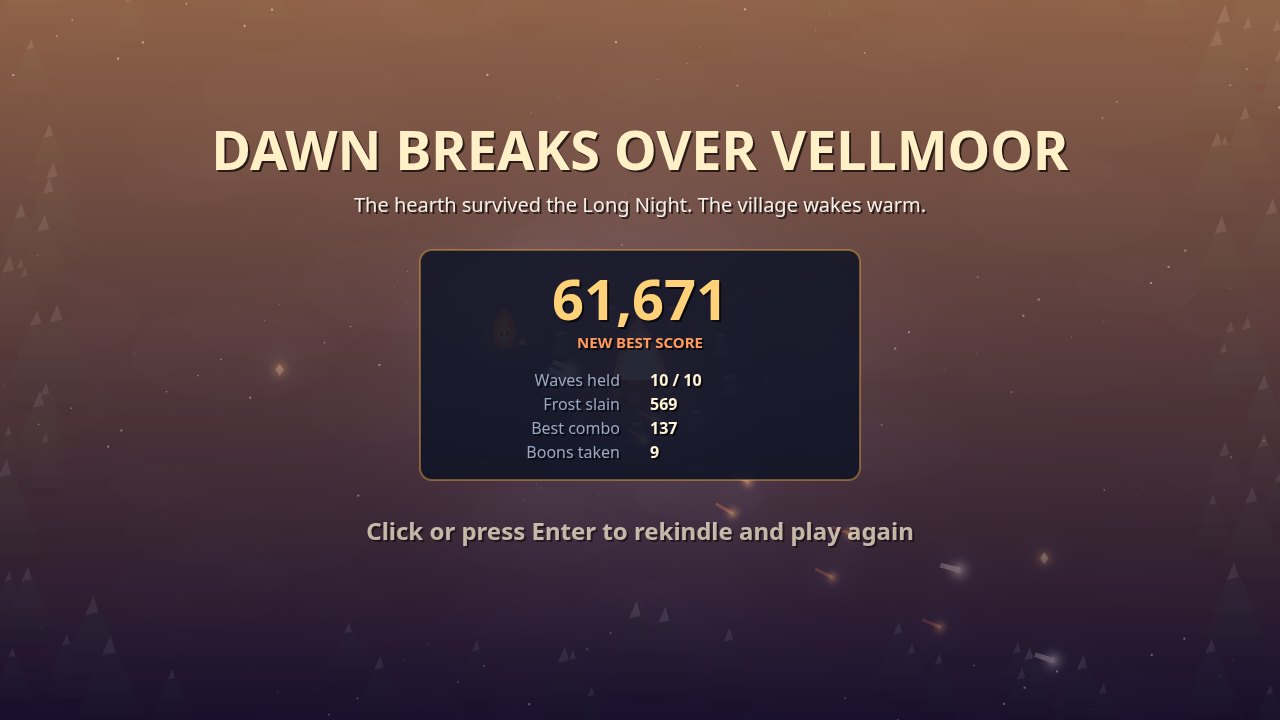 DAWN BREAKS OVER VELLMOOR
The hearth survived the Long Night. The village wakes warm.
61,671
NEW BEST SCORE
Waves held 10 / 10
Frost slain 569
Best combo 137
Boons taken 9
Click or press Enter to rekindle and play again